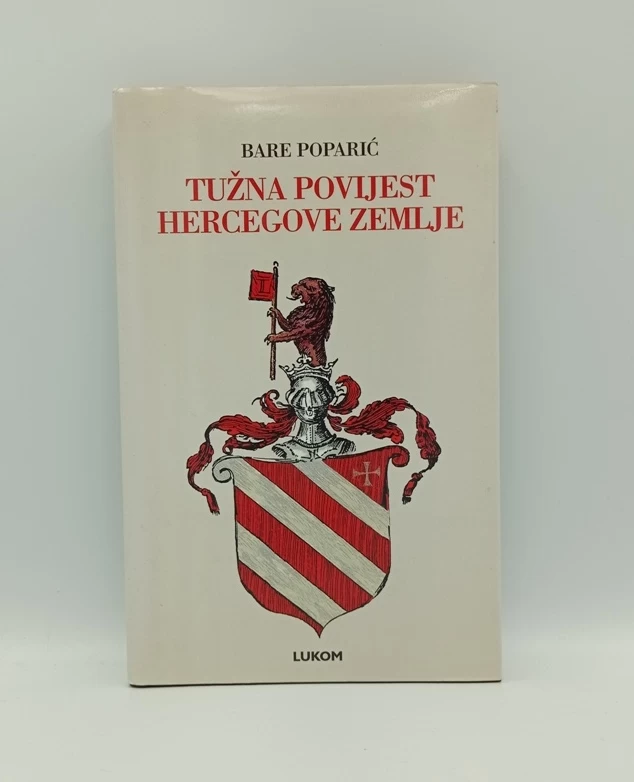 BARE POPARIĆ
TUŽNA POVIJEST
HERCEGOVE ZEMLJE
L
LUKOM